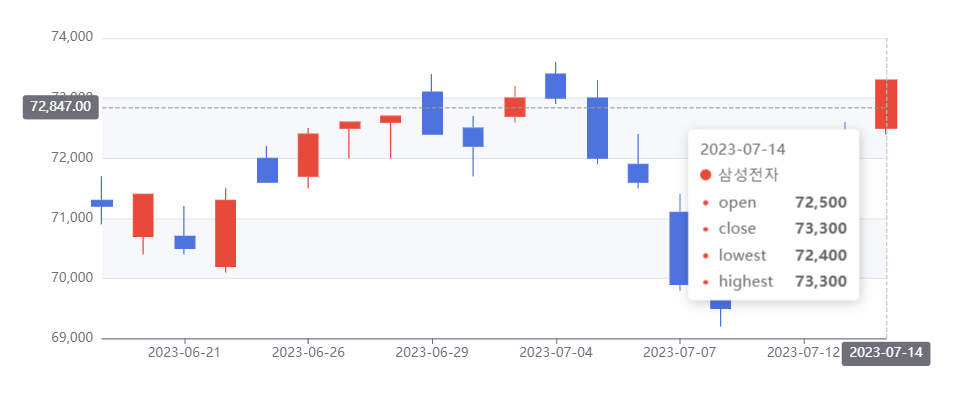 74,000
73,000
72,847.00
72,000
71,000
70,000
69,000
2023-07-14
삼성전자
open 72,500
close 73,300
lowest 72,400
highest 73,300
2023-06-21 2023-06-26 2023-06-29 2023-07-04 2023-07-07 2023-07-12 2023-07-14